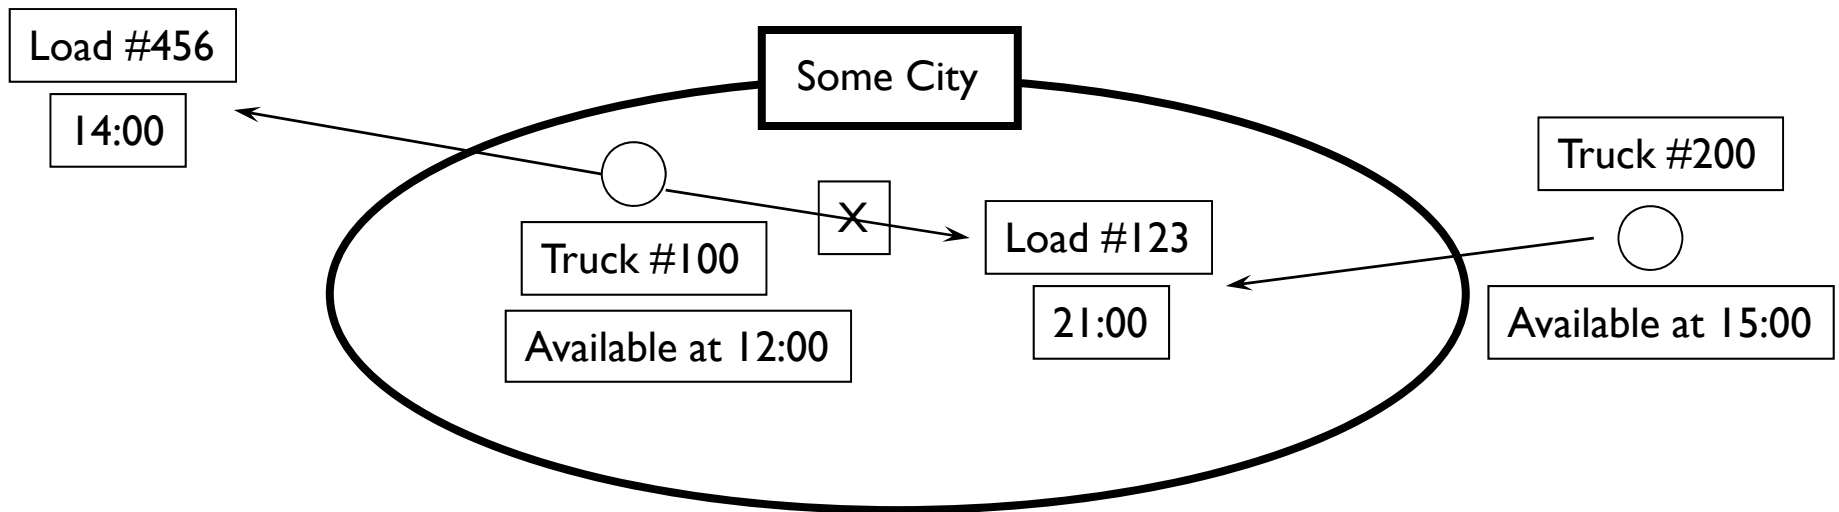 Load #456
14:00
Some City
Truck #200
X
Load #123
Truck #100
21:00
Available at 12:00
Available at 15:00